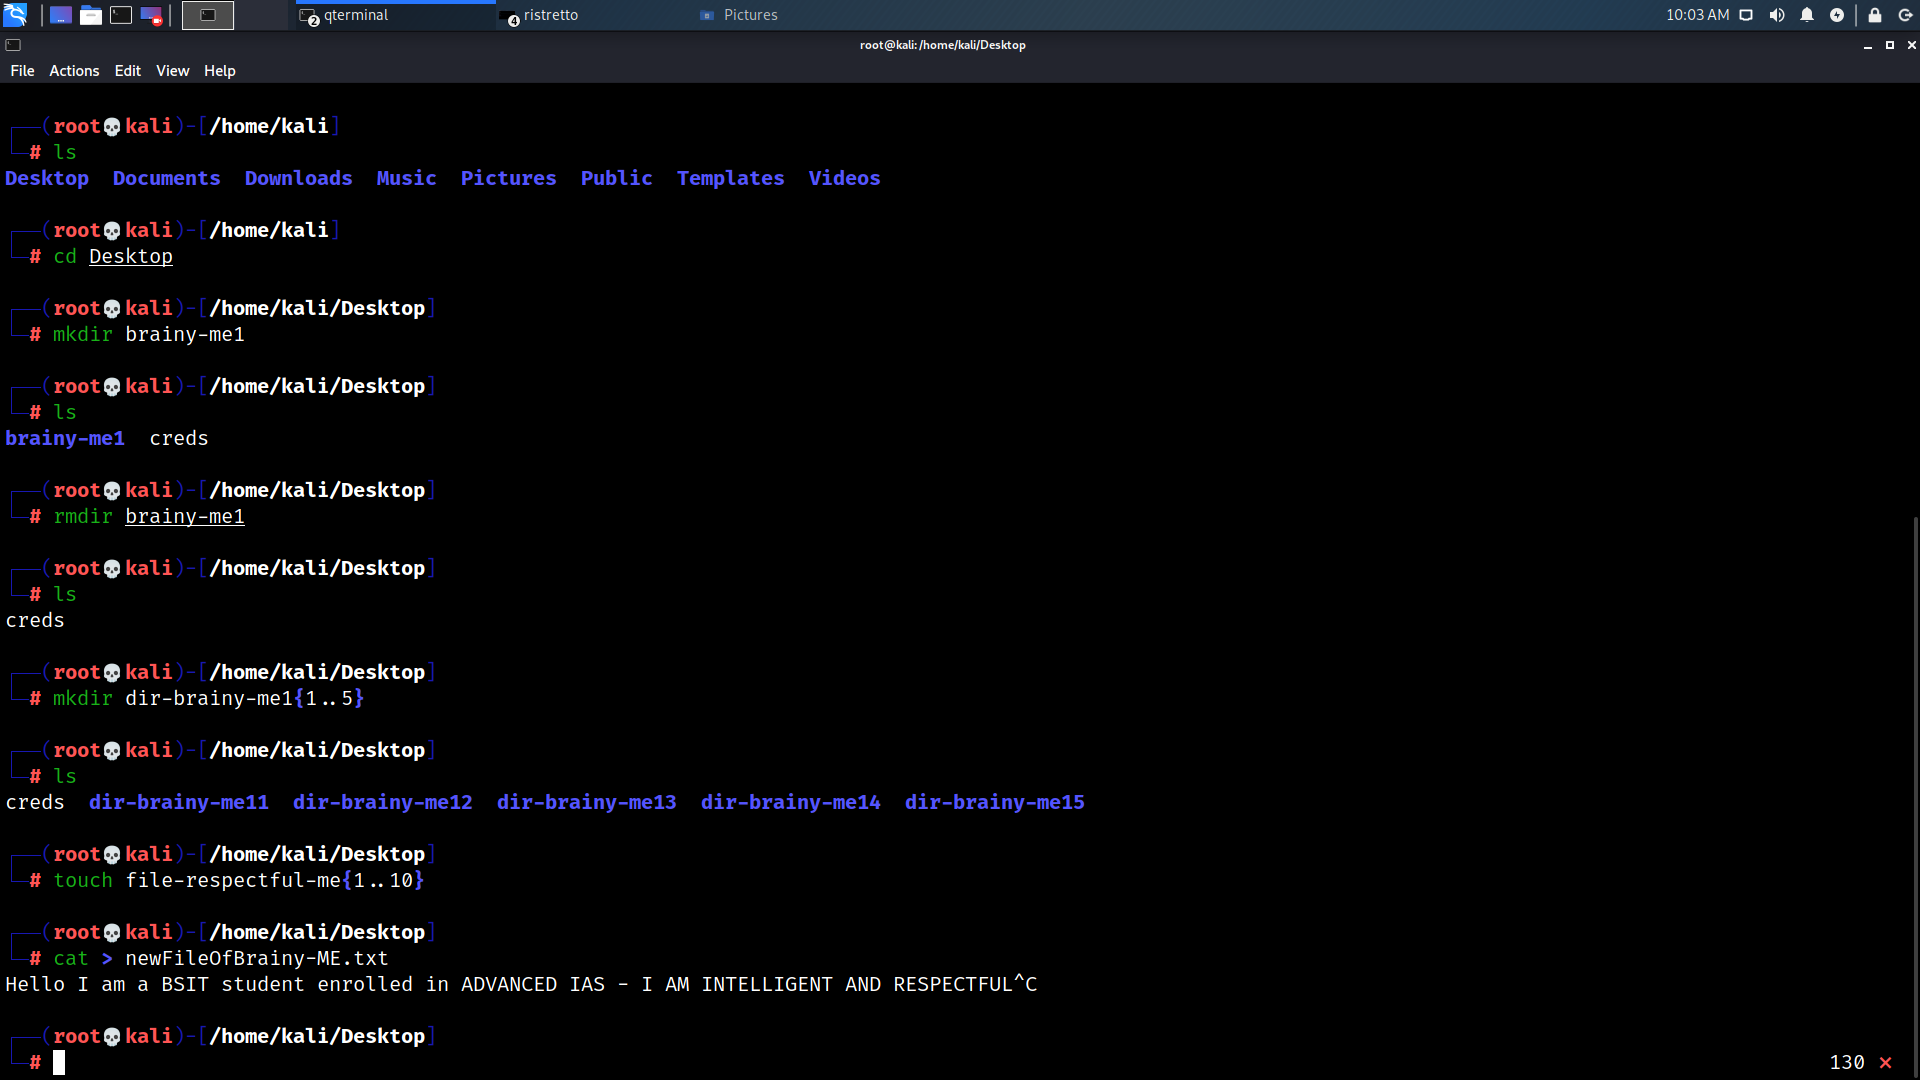 2 qterminal
4 ristretto
Pictures
10:03 AM
root@kali: /home/kali/Desktop
File Actions Edit View Help
(root💀kali)-[/home/kali]
# ls
Desktop Documents Downloads Music Pictures Public Templates Videos
(root💀kali)-[/home/kali]
# cd Desktop
(root💀kali)-[/home/kali/Desktop]
# mkdir brainy-me1
(root💀kali)-[/home/kali/Desktop]
# ls
brainy-me1 creds
(root💀kali)-[/home/kali/Desktop]
# rmdir brainy-me1
(root💀kali)-[/home/kali/Desktop]
# ls
creds
(root💀kali)-[/home/kali/Desktop]
# mkdir dir-brainy-me1{1..5}
(root💀kali)-[/home/kali/Desktop]
# ls
creds dir-brainy-me11 dir-brainy-me12 dir-brainy-me13 dir-brainy-me14 dir-brainy-me15
(root💀kali)-[/home/kali/Desktop]
# touch file-respectful-me{1..10}
(root💀kali)-[/home/kali/Desktop]
# cat > newFileOfBrainy-ME.txt
Hello I am a BSIT student enrolled in ADVANCED IAS - I AM INTELLIGENT AND RESPECTFUL^C
(root💀kali)-[/home/kali/Desktop]
#
130 ×